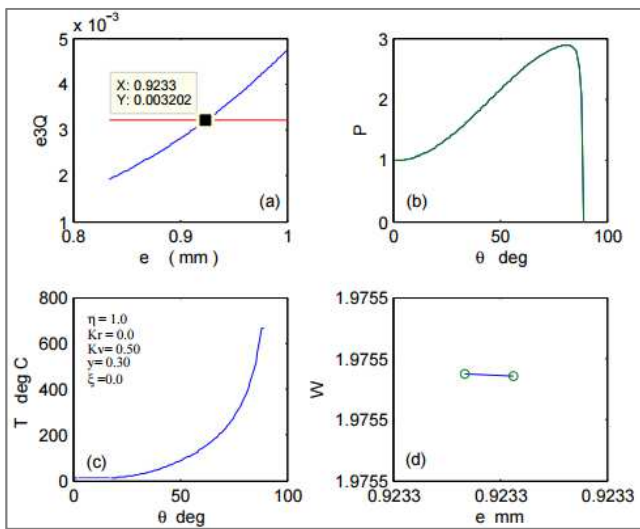 x 10⁻³
5
4
3
2
1
e3Q
X: 0.9233
Y: 0.003202
(a)
0.8
0.9
1
e ( mm )
3
2
1
0
P
(b)
0
50
100
θ deg
800
600
400
200
0
T deg C
η = 1.0
Kr = 0.0
Kv= 0.50
y= 0.30
ξ =0.0
(c)
0
50
100
θ deg
1.9755
1.9755
1.9755
1.9755
W
(d)
0.9233
0.9233
0.9233
e mm